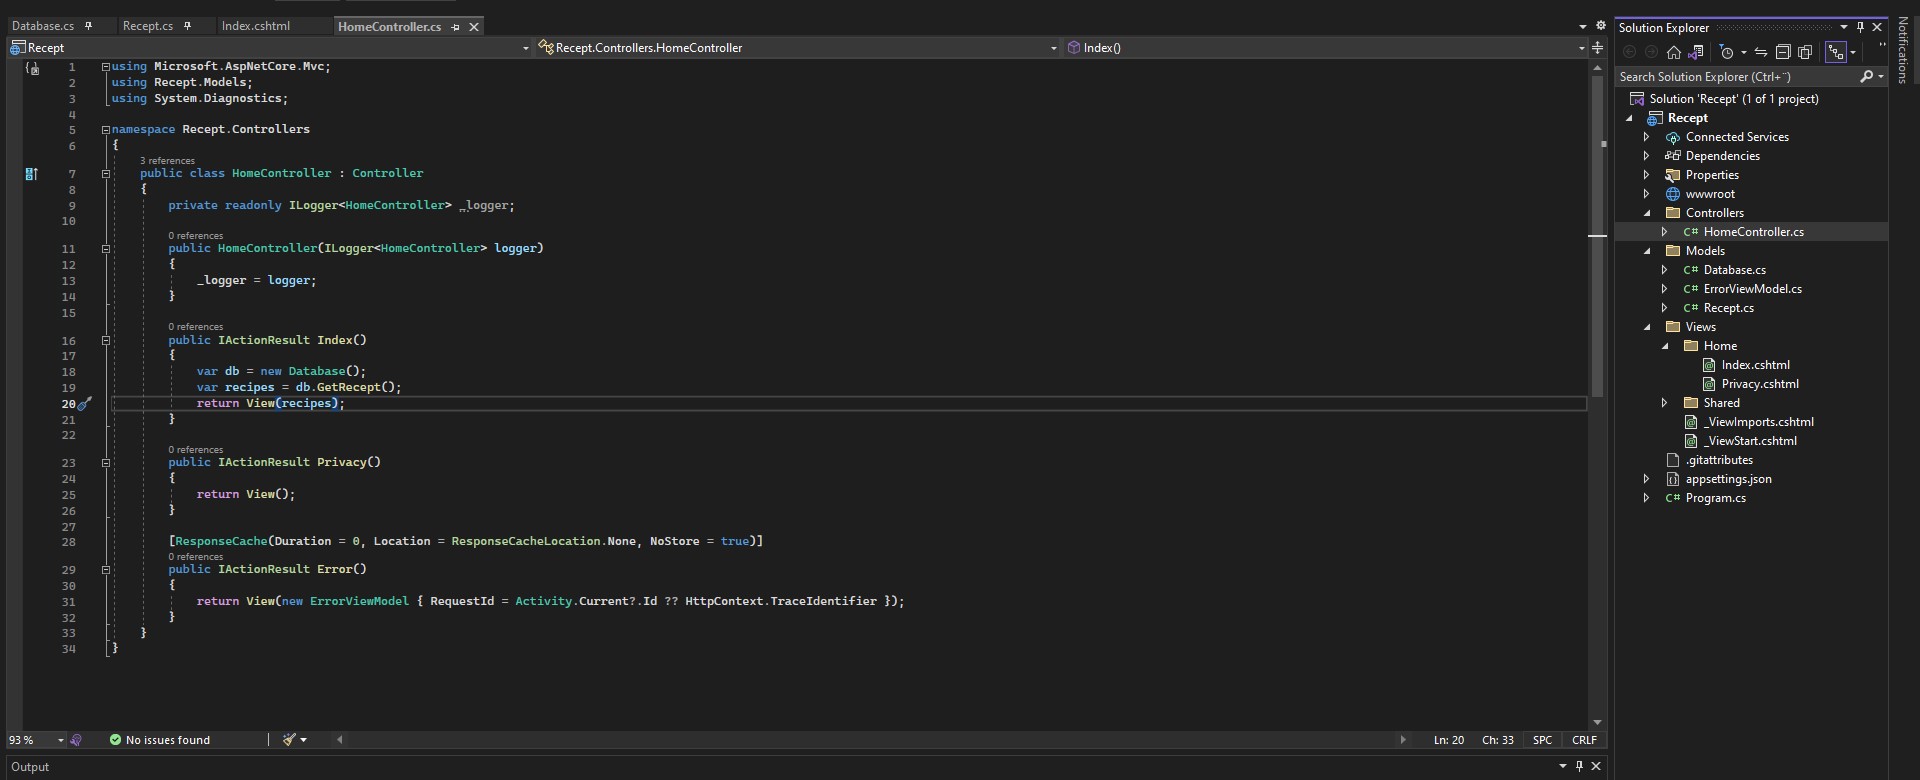 Database.cs
Recept.cs
Index.cshtml
HomeController.cs
Recept
Recept.Controllers.HomeController
Index()
1 using Microsoft.AspNetCore.Mvc;
2 using Recept.Models;
3 using System.Diagnostics;
4
5 namespace Recept.Controllers
6 {
3 references
7 public class HomeController : Controller
8 {
9 private readonly ILogger<HomeController> _logger;
10
0 references
11 public HomeController(ILogger<HomeController> logger)
12 {
13 _logger = logger;
14 }
15
0 references
16 public IActionResult Index()
17 {
18 var db = new Database();
19 var recipes = db.GetRecept();
20 return View(recipes);
21 }
22
0 references
23 public IActionResult Privacy()
24 {
25 return View();
26 }
27
28 [ResponseCache(Duration = 0, Location = ResponseCacheLocation.None, NoStore = true)]
0 references
29 public IActionResult Error()
30 {
31 return View(new ErrorViewModel { RequestId = Activity.Current?.Id ?? HttpContext.TraceIdentifier });
32 }
33 }
34 }
93 %
No issues found
Ln: 20
Ch: 33
SPC
CRLF
Output
Solution Explorer
Search Solution Explorer (Ctrl+¨)
Solution 'Recept' (1 of 1 project)
Recept
Connected Services
Dependencies
Properties
wwwroot
Controllers
C# HomeController.cs
Models
C# Database.cs
C# ErrorViewModel.cs
C# Recept.cs
Views
Home
Index.cshtml
Privacy.cshtml
Shared
_ViewImports.cshtml
_ViewStart.cshtml
.gitattributes
appsettings.json
C# Program.cs
Notifications